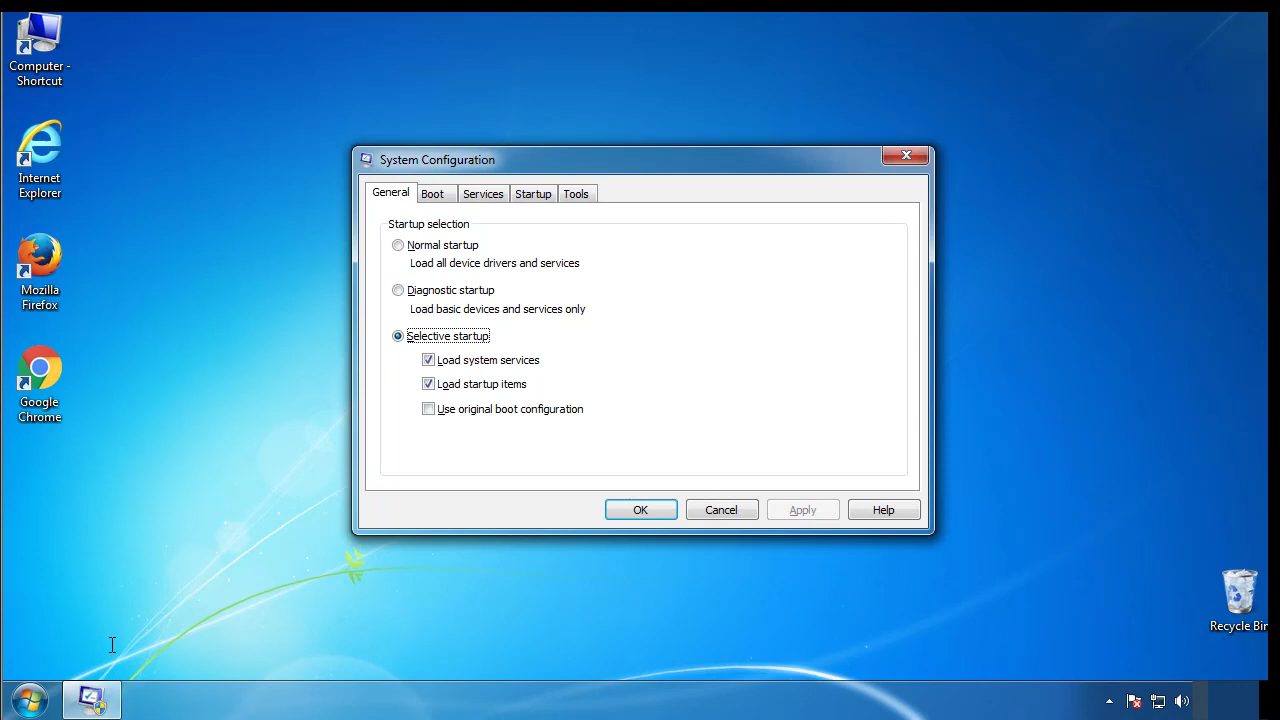 Computer -
Shortcut
Internet
Explorer
Mozilla
Firefox
Google
Chrome
System Configuration
General Boot Services Startup Tools
Startup selection
Normal startup
Load all device drivers and services
Diagnostic startup
Load basic devices and services only
Selective startup
Load system services
Load startup items
Use original boot configuration
OK Cancel Apply Help
Recycle Bin